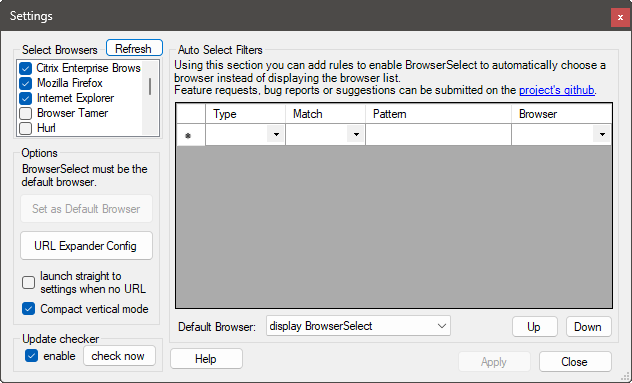 Settings
x
Select Browsers
Refresh
Citrix Enterprise Brows
Mozilla Firefox
Internet Explorer
Browser Tamer
Hurl
Options
BrowserSelect must be the
default browser.
Set as Default Browser
URL Expander Config
launch straight to
settings when no URL
Compact vertical mode
Update checker
enable
check now
Auto Select Filters
Using this section you can add rules to enable BrowserSelect to automatically choose a
browser instead of displaying the browser list.
Feature requests, bug reports or suggestions can be submitted on the project's github.
Type Match Pattern Browser
*
Default Browser: display BrowserSelect
Up
Down
Help
Apply
Close